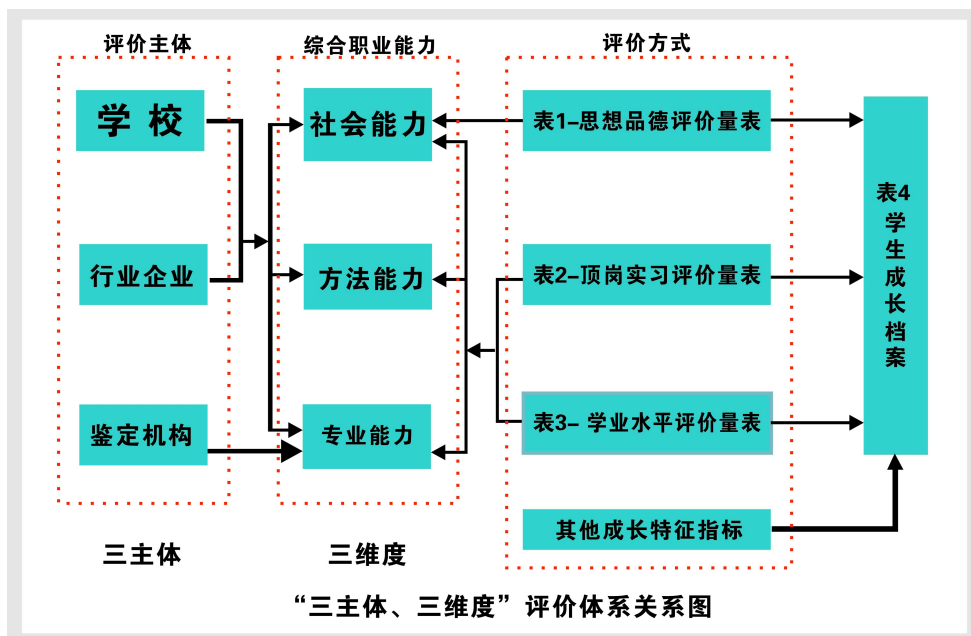 评价主体
综合职业能力
评价方式
学校
行业企业
鉴定机构
社会能力
方法能力
专业能力
表1-思想品德评价量表
表2-顶岗实习评价量表
表3- 学业水平评价量表
其他成长特征指标
表4
学
生
成
长
档
案
三主体
三维度
“三主体、三维度”评价体系关系图